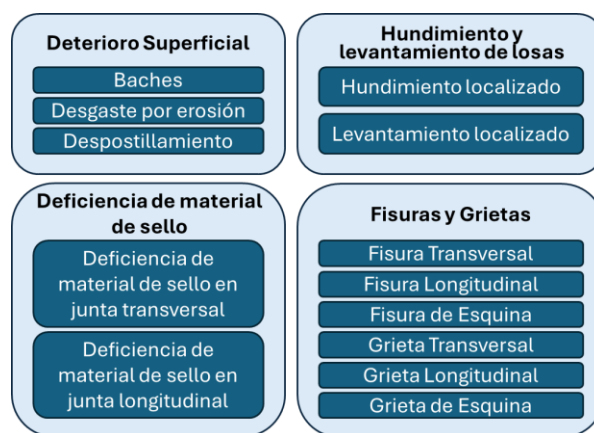 Deterioro Superficial
Baches
Desgaste por erosión
Despostillamiento
Hundimiento y
levantamiento de losas
Hundimiento localizado
Levantamiento localizado
Deficiencia de material
de sello
Deficiencia de
material de sello en
junta transversal
Deficiencia de
material de sello en
junta longitudinal
Fisuras y Grietas
Fisura Transversal
Fisura Longitudinal
Fisura de Esquina
Grieta Transversal
Grieta Longitudinal
Grieta de Esquina